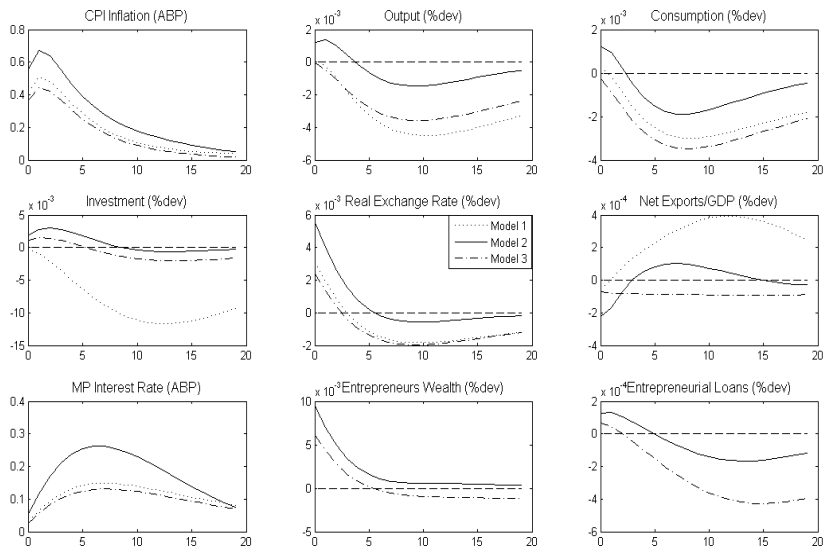 CPI Inflation (ABP)
0.8
0.6
0.4
0.2
0
0 5 10 15 20
x 10⁻³ Output (%dev)
2
0
-2
-4
-6
0 5 10 15 20
x 10⁻³ Consumption (%dev)
2
0
-2
-4
0 5 10 15 20
x 10⁻³ Investment (%dev)
5
0
-5
-10
-15
0 5 10 15 20
x 10⁻³ Real Exchange Rate (%dev)
6
4
2
0
-2
0 5 10 15 20
Model 1
Model 2
Model 3
x 10⁻⁴ Net Exports/GDP (%dev)
4
2
0
-2
-4
0 5 10 15 20
MP Interest Rate (ABP)
0.4
0.3
0.2
0.1
0
0 5 10 15 20
x 10⁻³ Entrepreneurs Wealth (%dev)
10
5
0
-5
0 5 10 15 20
x 10⁻⁴ Entrepreneurial Loans (%dev)
2
0
-2
-4
-6
0 5 10 15 20